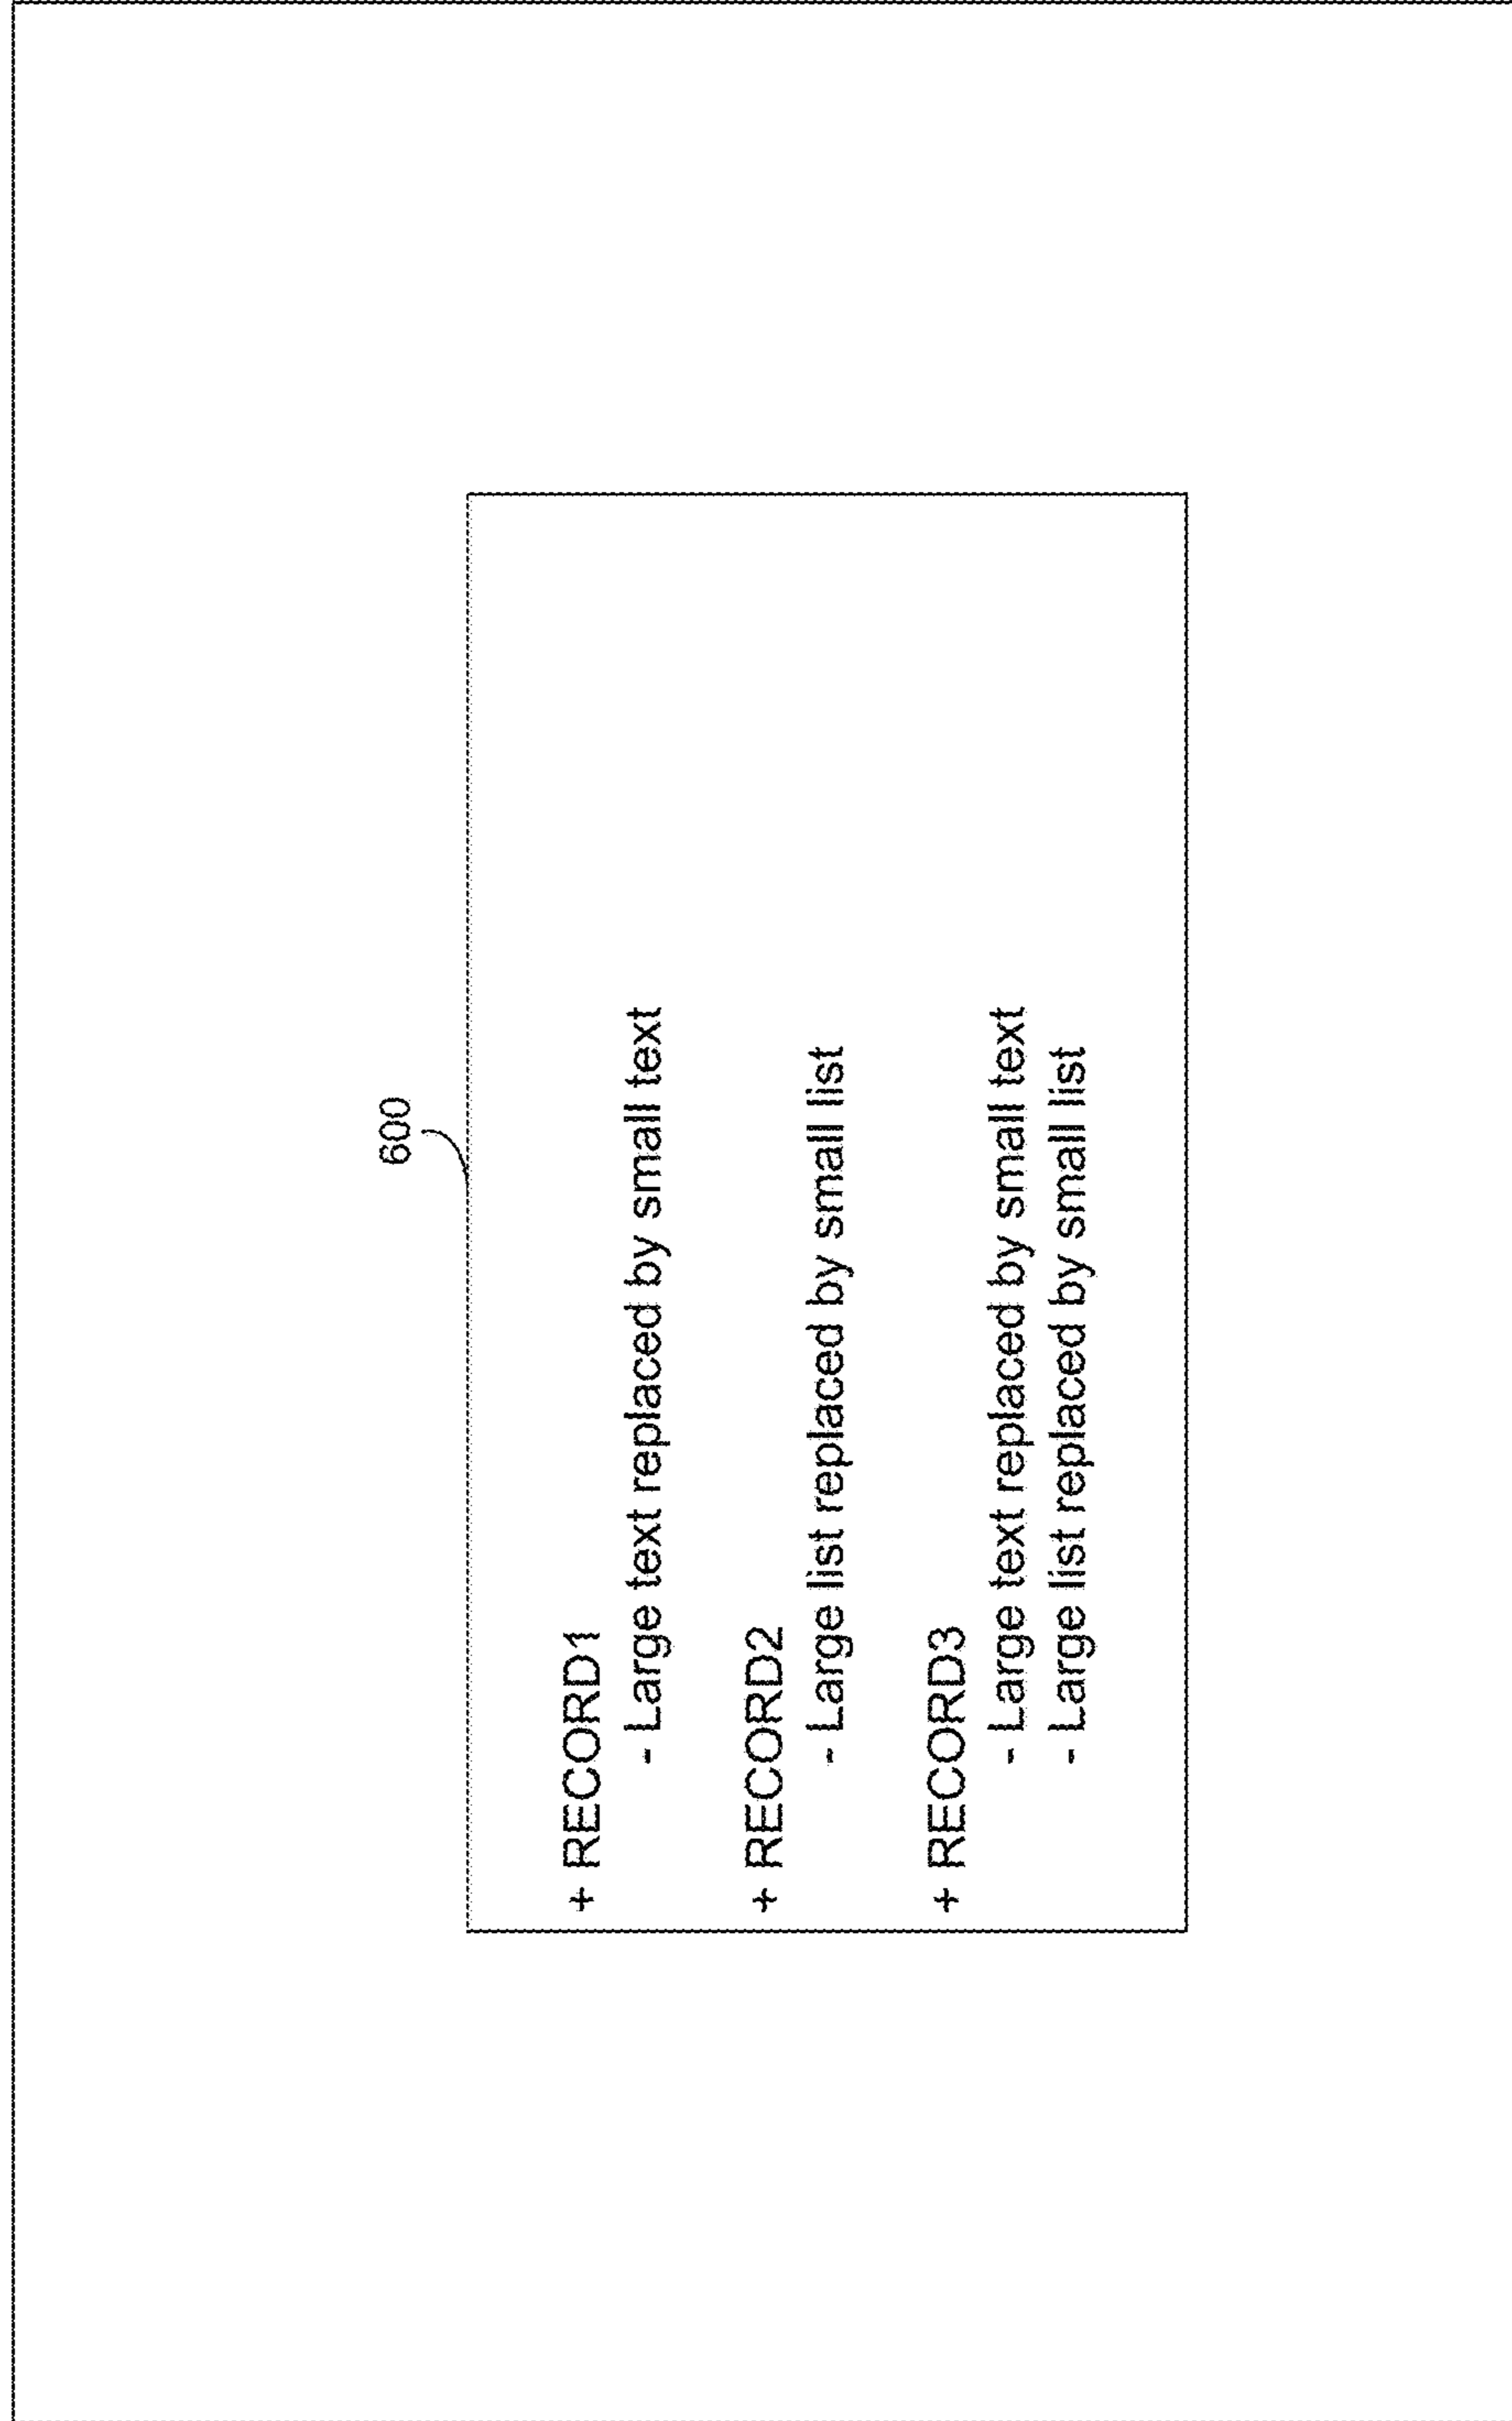 600
+ RECORD1
- Large text replaced by small text
+ RECORD2
- Large list replaced by small list
+ RECORD3
- Large text replaced by small text
- Large list replaced by small list